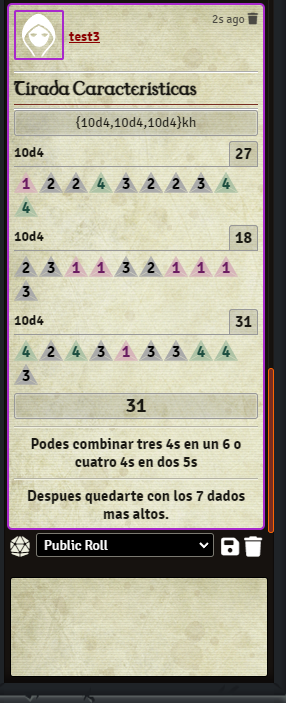 2s ago
test3
Tirada Caracteristicas
{10d4,10d4,10d4}kh
10d4 27
1 2 2 4 3 2 2 3 4
4
10d4 18
2 3 1 1 3 2 1 1 1
3
10d4 31
4 2 4 3 1 3 3 4 4
3
31
Podes combinar tres 4s en un 6 o
cuatro 4s en dos 5s
Despues quedarte con los 7 dados
mas altos.
Public Roll